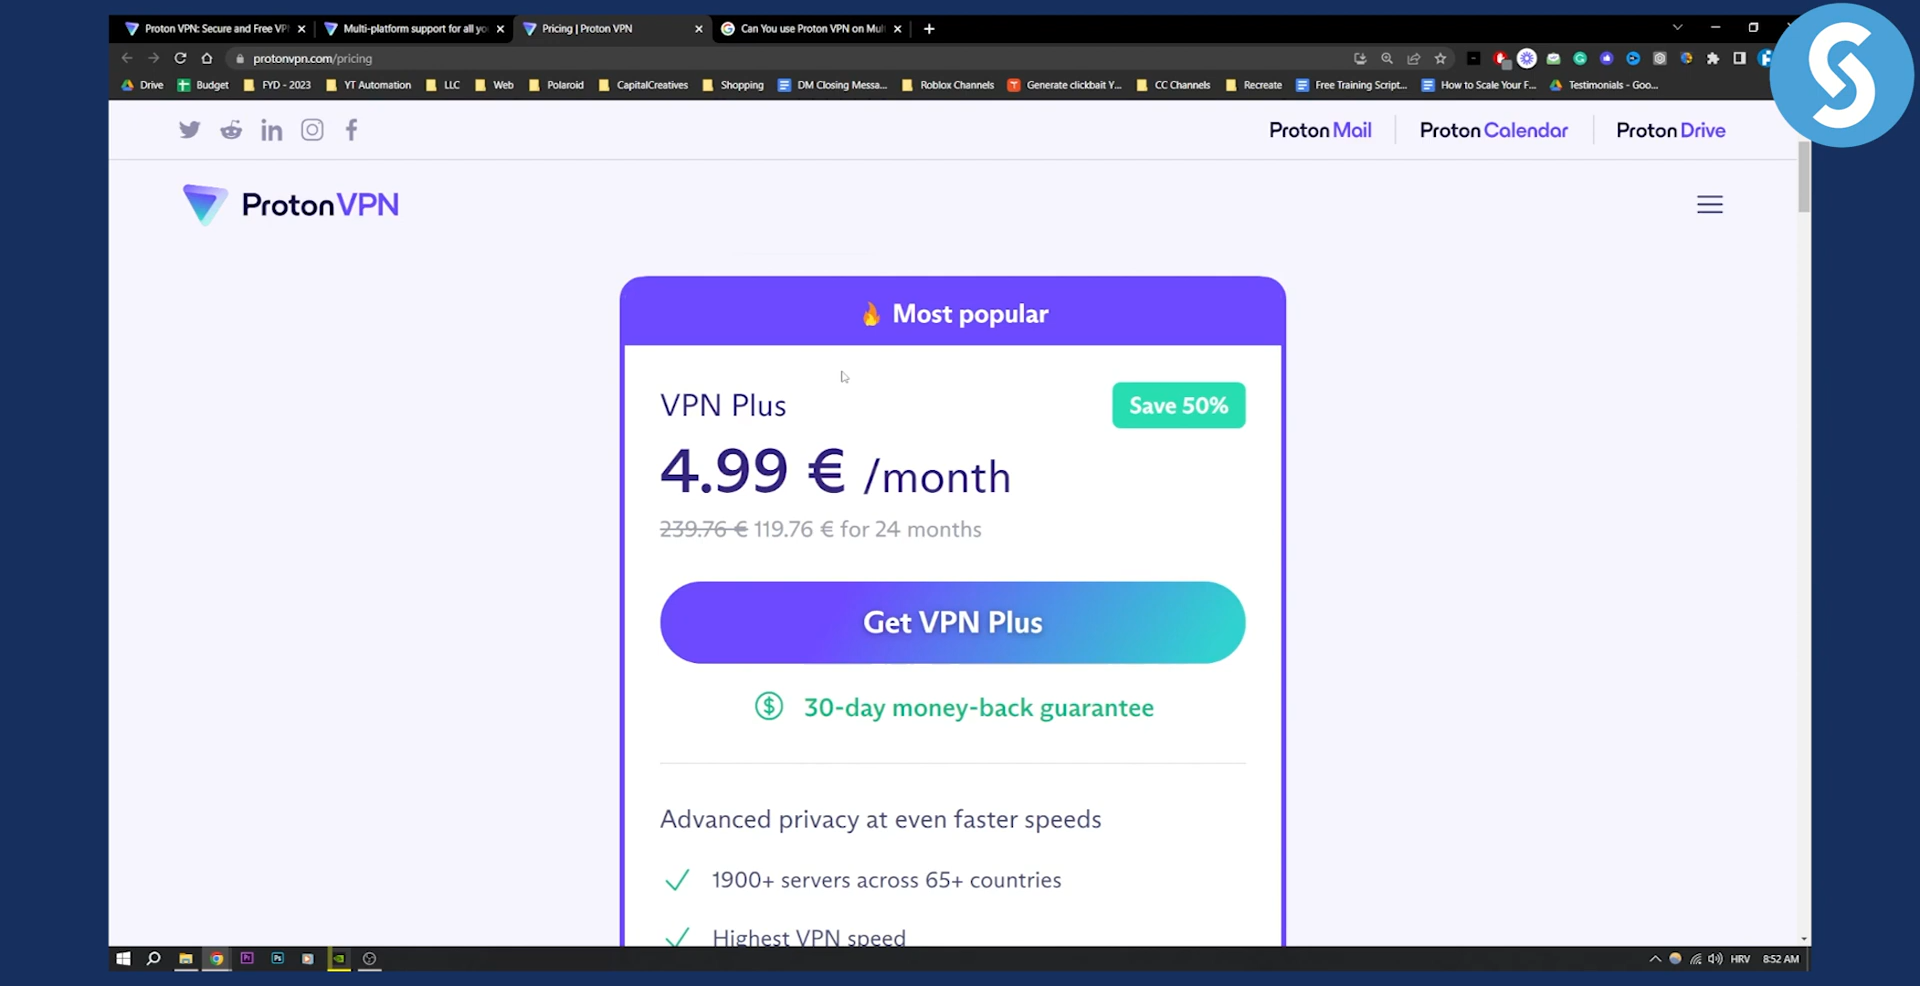 Proton VPN: Secure and Free VP
Multi-platform support for all yo
Pricing | Proton VPN
Can You use Proton VPN on Mul
protonvpn.com/pricing
Drive
Budget
FYD - 2023
YT Automation
LLC
Web
Polaroid
CapitalCreatives
Shopping
DM Closing Messa...
Roblox Channels
Generate clickbait Y...
CC Channels
Recreate
Free Training Script...
How to Scale Your F...
Testimonials - Goo...
Proton Mail
Proton Calendar
Proton Drive
Proton VPN
🔥 Most popular
VPN Plus
Save 50%
4.99 € /month
239.76 € 119.76 € for 24 months
Get VPN Plus
30-day money-back guarantee
Advanced privacy at even faster speeds
1900+ servers across 65+ countries
Highest VPN speed
HRV
8:52 AM